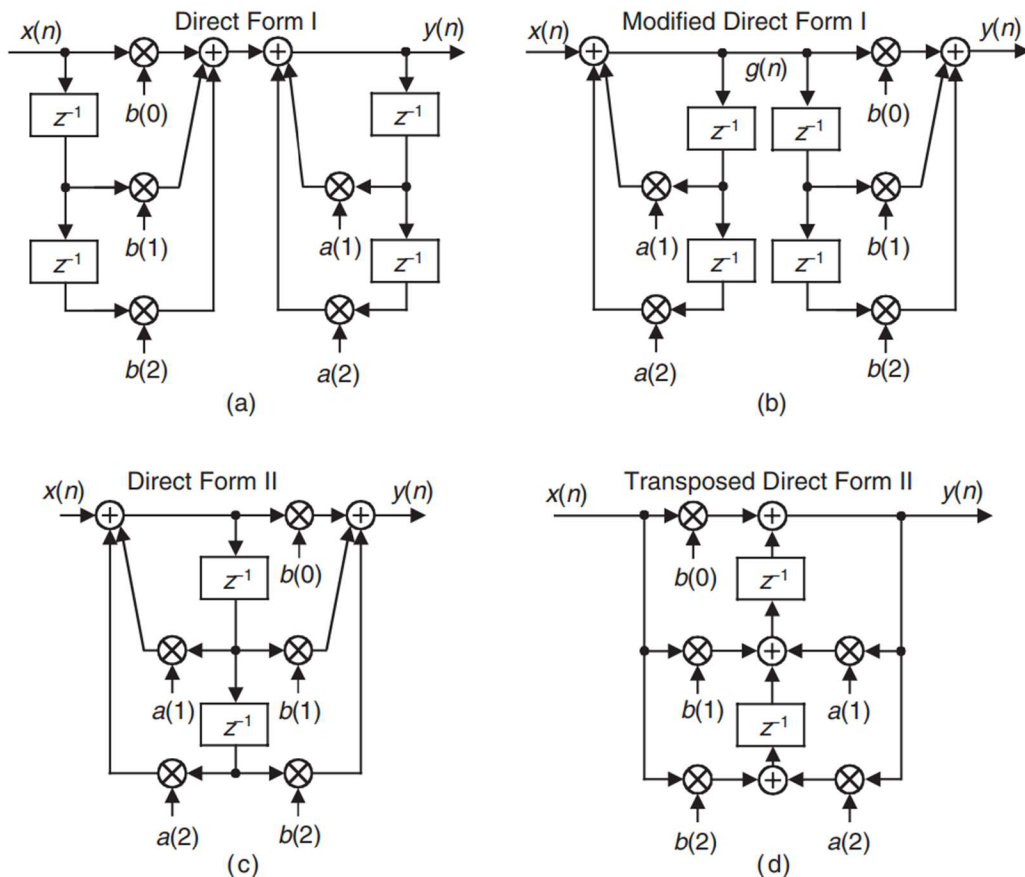 Direct Form I
x(n)
y(n)
z⁻¹
b(0)
z⁻¹
b(1)
a(1)
z⁻¹
z⁻¹
b(2)
a(2)
(a)
Modified Direct Form I
x(n)
y(n)
g(n)
b(0)
z⁻¹
z⁻¹
a(1)
b(1)
z⁻¹
z⁻¹
a(2)
b(2)
(b)
Direct Form II
x(n)
y(n)
b(0)
z⁻¹
a(1)
b(1)
z⁻¹
a(2)
b(2)
(c)
Transposed Direct Form II
x(n)
y(n)
b(0)
z⁻¹
b(1)
a(1)
z⁻¹
b(2)
a(2)
(d)